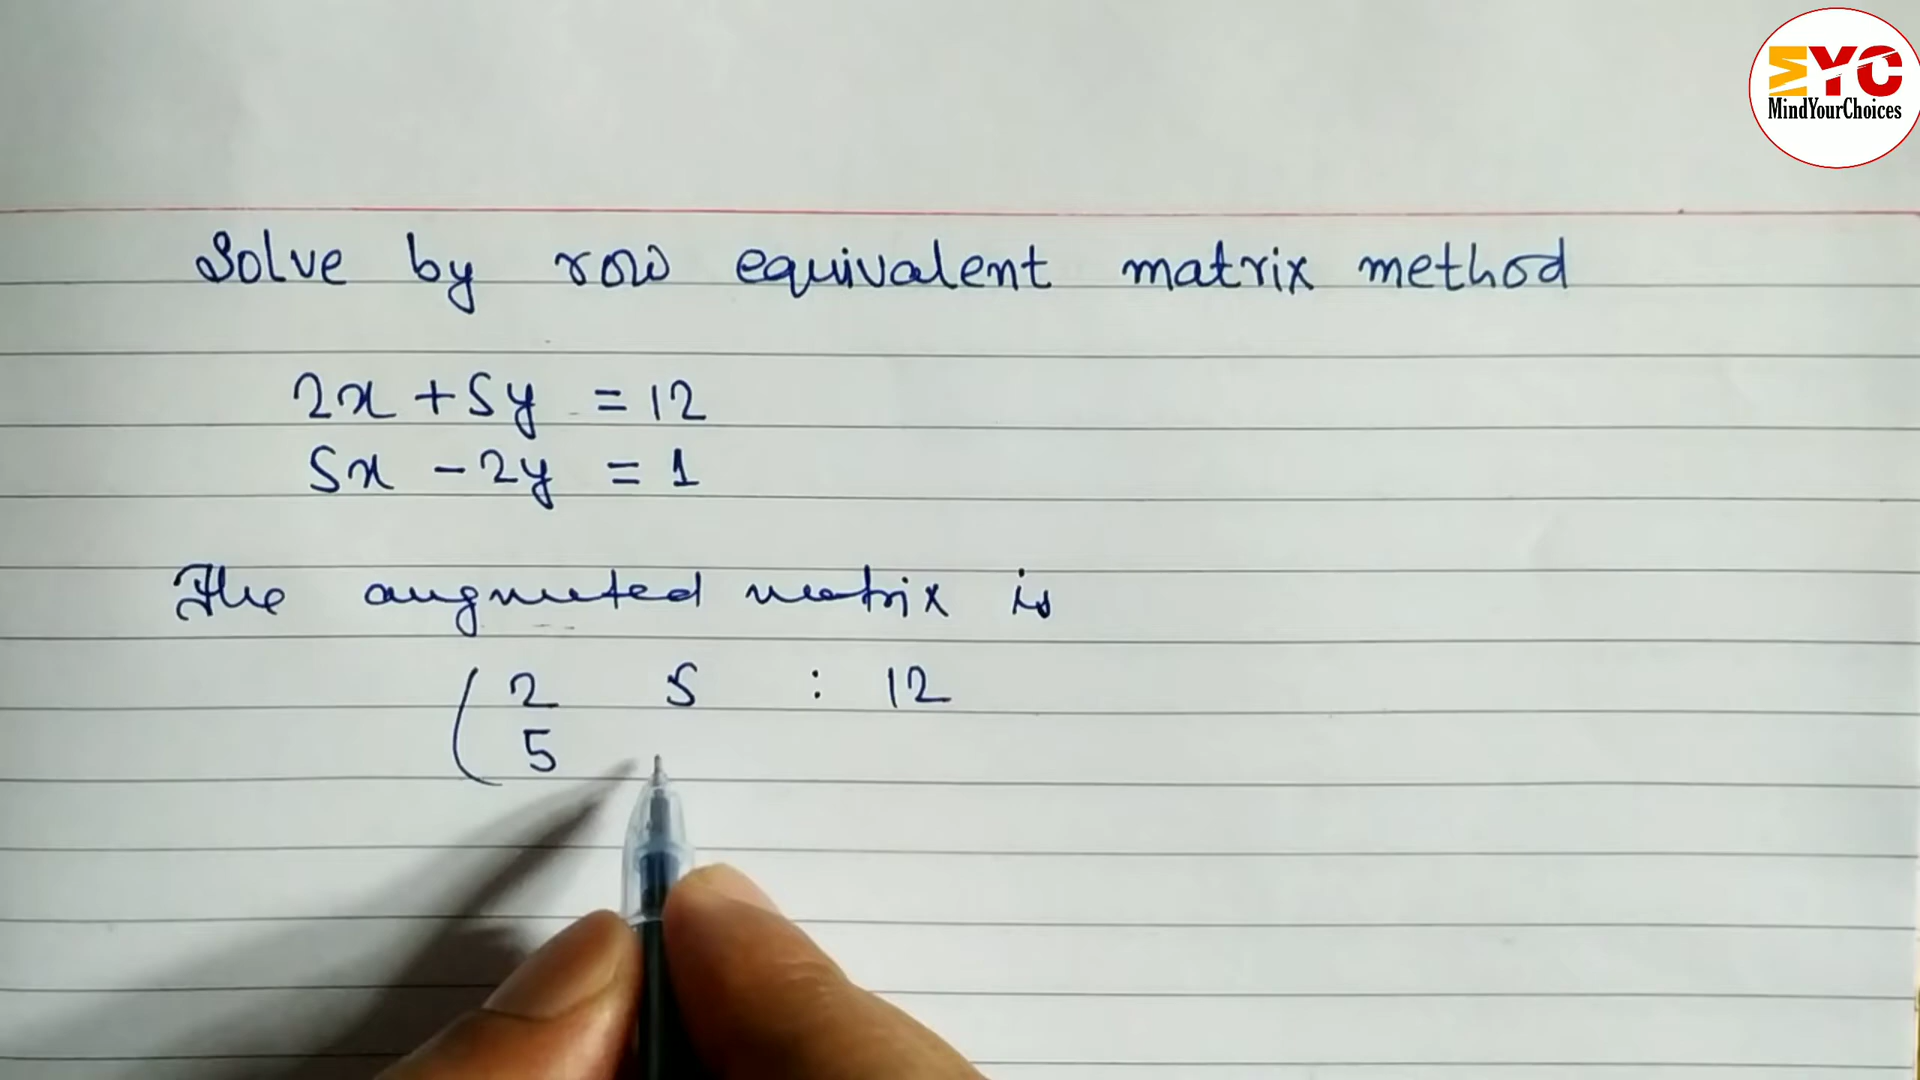 MYC
MindYourChoices
Solve by row equivalent matrix method
2x + 5y = 12
5x - 2y = 1
The augmented matrix is
( 2 5 : 12
5